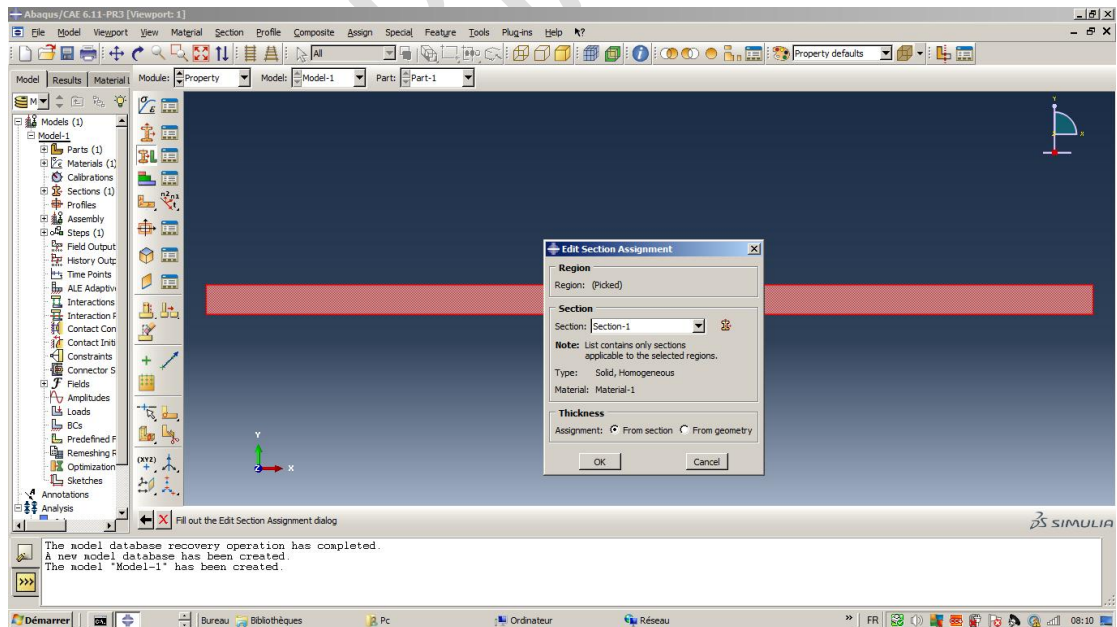 Abaqus/CAE 6.11-PR3 [Viewport: 1]
File Model Viewport View Material Section Profile Composite Assign Special Feature Tools Plug-ins Help
All
Property defaults
Model Results Material L Module: Property Model: Model-1 Part: Part-1
M
Models (1)
Model-1
Parts (1)
Materials (1)
Calibrations
Sections (1)
Profiles
Assembly
Steps (1)
Field Output
History Outp
Time Points
ALE Adaptiv
Interactions
Interaction P
Contact Con
Contact Initi
Constraints
Connector S
Fields
Amplitudes
Loads
BCs
Predefined F
Remeshing R
Optimization
Sketches
Annotations
Analysis
Y
X
Edit Section Assignment
Region
Region: (Picked)
Section
Section: Section-1
Note: List contains only sections
applicable to the selected regions.
Type: Solid, Homogeneous
Material: Material-1
Thickness
Assignment: From section From geometry
OK Cancel
Y
Z X
Fill out the Edit Section Assignment dialog
SIMULIA
The model database recovery operation has completed.
A new model database has been created.
The model "Model-1" has been created.
>>>
Démarrer Bureau Bibliothèques Pc Ordinateur Réseau » FR 08:10